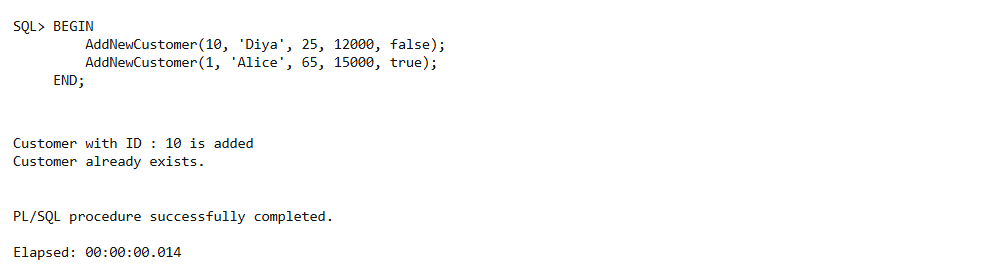 SQL> BEGIN
         AddNewCustomer(10, 'Diya', 25, 12000, false);
         AddNewCustomer(1, 'Alice', 65, 15000, true);
     END;
Customer with ID : 10 is added
Customer already exists.
PL/SQL procedure successfully completed.
Elapsed: 00:00:00.014